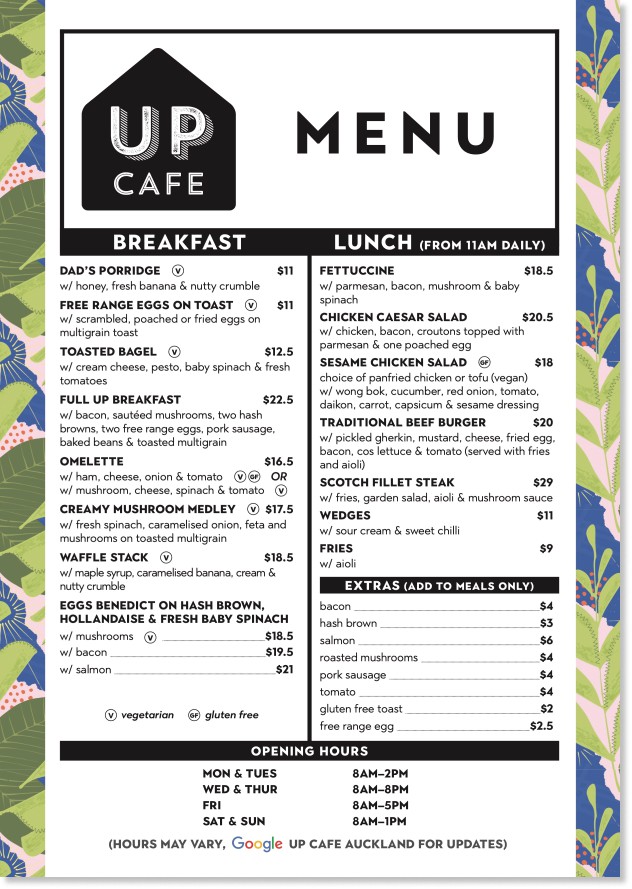 UP
CAFE
MENU
BREAKFAST
DAD'S PORRIDGE V $11
w/ honey, fresh banana & nutty crumble
FREE RANGE EGGS ON TOAST V $11
w/ scrambled, poached or fried eggs on
multigrain toast
TOASTED BAGEL V $12.5
w/ cream cheese, pesto, baby spinach & fresh
tomatoes
FULL UP BREAKFAST $22.5
w/ bacon, sautéed mushrooms, two hash
browns, two free range eggs, pork sausage,
baked beans & toasted multigrain
OMELETTE $16.5
w/ ham, cheese, onion & tomato V GF OR
w/ mushroom, cheese, spinach & tomato V
CREAMY MUSHROOM MEDLEY V $17.5
w/ fresh spinach, caramelised onion, feta and
mushrooms on toasted multigrain
WAFFLE STACK V $18.5
w/ maple syrup, caramelised banana, cream &
nutty crumble
EGGS BENEDICT ON HASH BROWN,
HOLLANDAISE & FRESH BABY SPINACH
w/ mushrooms V $18.5
w/ bacon $19.5
w/ salmon $21
V vegetarian GF gluten free
LUNCH (FROM 11AM DAILY)
FETTUCCINE $18.5
w/ parmesan, bacon, mushroom & baby
spinach
CHICKEN CAESAR SALAD $20.5
w/ chicken, bacon, croutons topped with
parmesan & one poached egg
SESAME CHICKEN SALAD GF $18
choice of panfried chicken or tofu (vegan)
w/ wong bok, cucumber, red onion, tomato,
daikon, carrot, capsicum & sesame dressing
TRADITIONAL BEEF BURGER $20
w/ pickled gherkin, mustard, cheese, fried egg,
bacon, cos lettuce & tomato (served with fries
and aioli)
SCOTCH FILLET STEAK $29
w/ fries, garden salad, aioli & mushroom sauce
WEDGES $11
w/ sour cream & sweet chilli
FRIES $9
w/ aioli
EXTRAS (ADD TO MEALS ONLY)
bacon $4
hash brown $3
salmon $6
roasted mushrooms $4
pork sausage $4
tomato $4
gluten free toast $2
free range egg $2.5
OPENING HOURS
MON & TUES 8AM–2PM
WED & THUR 8AM–8PM
FRI 8AM–5PM
SAT & SUN 8AM–1PM
(HOURS MAY VARY, Google UP CAFE AUCKLAND FOR UPDATES)